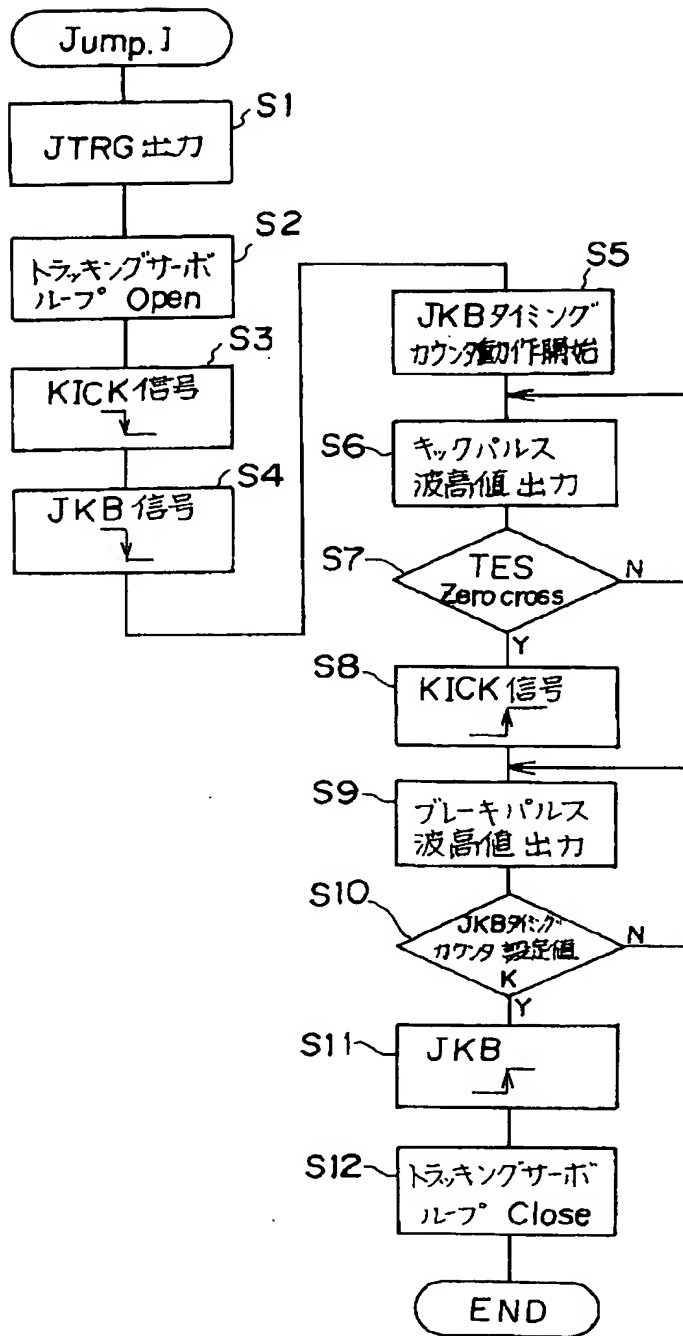 Jump.1
S1
JTRG 出力
S2
トラッキングサーボ
ループ Open
S3
KICK 信号
S4
JKB 信号
S5
JKBタイミング
カウンタ動作開始
S6
キックパルス
波高値 出力
S7
TES
Zero cross
N
Y
S8
KICK 信号
S9
ブレーキパルス
波高値 出力
S10
JKBタイミング
カウンタ 設定値
K
N
Y
S11
JKB
S12
トラッキングサーボ
ループ Close
END